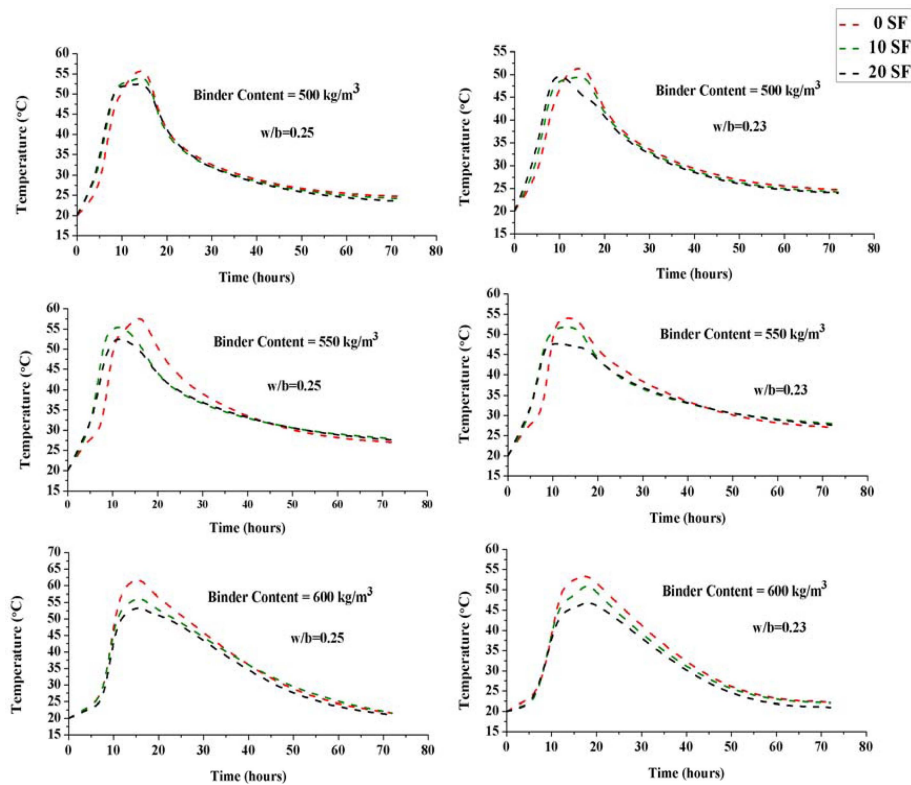 0 SF
10 SF
20 SF
60
55
50
45
40
35
30
25
20
15
Temperature (°C)
Binder Content = 500 kg/m³
w/b=0.25
0 10 20 30 40 50 60 70 80
Time (hours)
55
50
45
40
35
30
25
20
15
Temperature (°C)
Binder Content = 500 kg/m³
w/b=0.23
0 10 20 30 40 50 60 70 80
Time (hours)
60
55
50
45
40
35
30
25
20
15
Temperature (°C)
Binder Content = 550 kg/m³
w/b=0.25
0 10 20 30 40 50 60 70 80
Time (hours)
60
55
50
45
40
35
30
25
20
15
Temperature (°C)
Binder Content = 550 kg/m³
w/b=0.23
0 10 20 30 40 50 60 70 80
Time (hours)
70
65
60
55
50
45
40
35
30
25
20
15
Temperature (°C)
Binder Content = 600 kg/m³
w/b=0.25
0 10 20 30 40 50 60 70 80
Time (hours)
60
55
50
45
40
35
30
25
20
15
Temperature (°C)
Binder Content = 600 kg/m³
w/b=0.23
0 10 20 30 40 50 60 70 80
Time (hours)